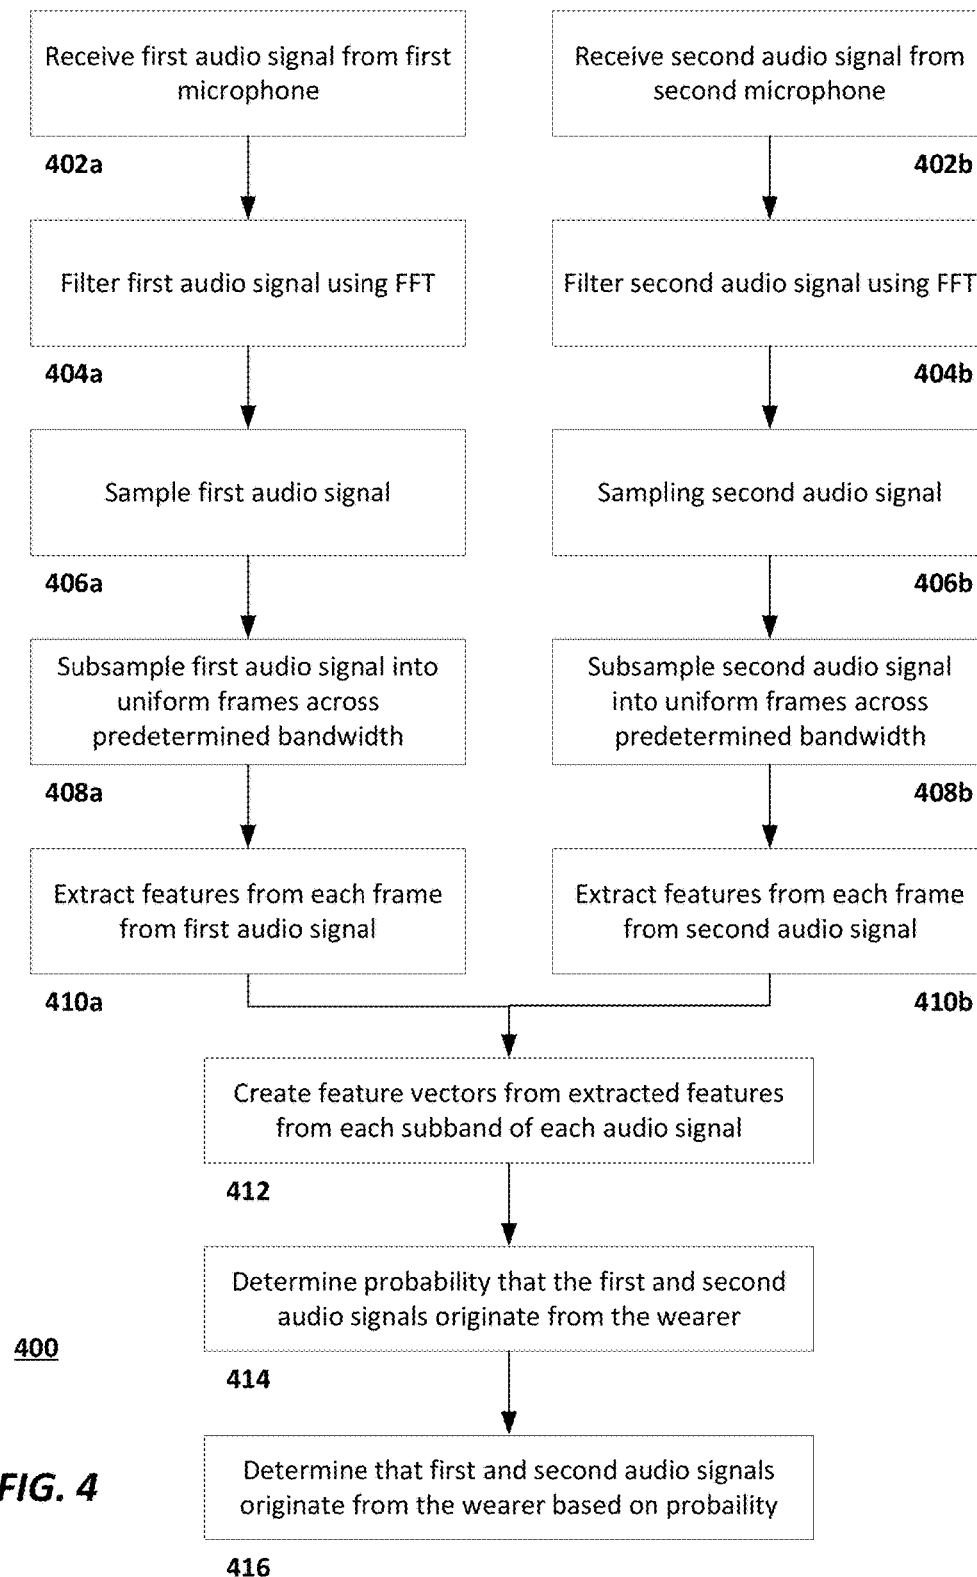 Receive first audio signal from first
microphone
402a
Receive second audio signal from
second microphone
402b
Filter first audio signal using FFT
404a
Filter second audio signal using FFT
404b
Sample first audio signal
406a
Sampling second audio signal
406b
Subsample first audio signal into
uniform frames across
predetermined bandwidth
408a
Subsample second audio signal
into uniform frames across
predetermined bandwidth
408b
Extract features from each frame
from first audio signal
410a
Extract features from each frame
from second audio signal
410b
Create feature vectors from extracted features
from each subband of each audio signal
412
Determine probability that the first and second
audio signals originate from the wearer
414
400
Determine that first and second audio signals
originate from the wearer based on probaility
416
FIG. 4